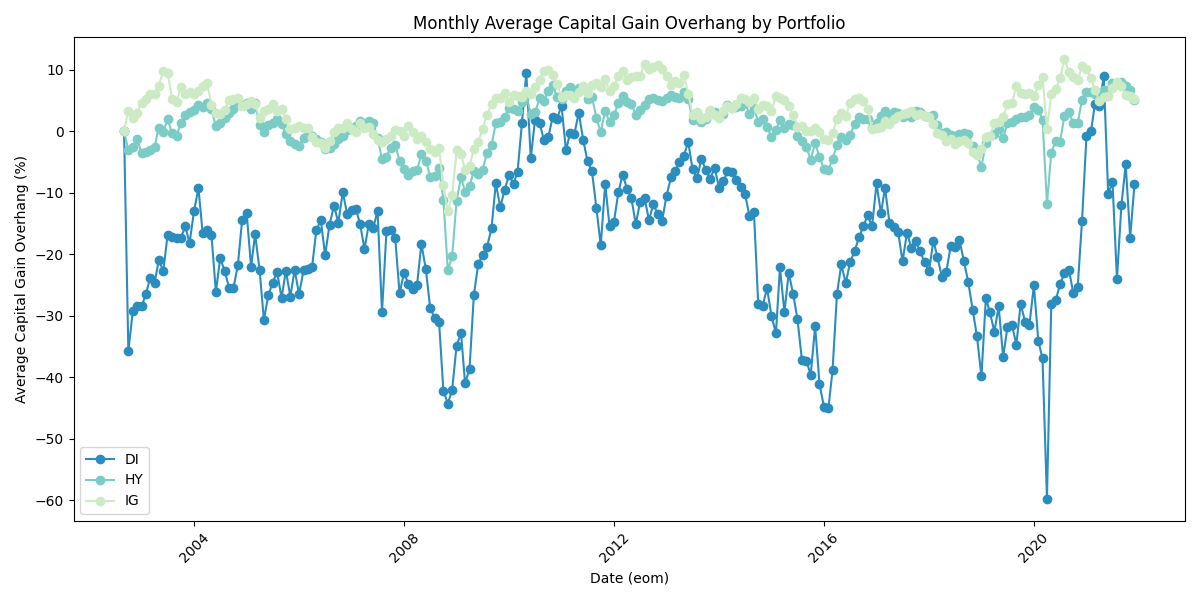 Monthly Average Capital Gain Overhang by Portfolio
Average Capital Gain Overhang (%)
10
0
−10
−20
−30
−40
−50
−60
DI
HY
IG
2004
2008
2012
2016
2020
Date (eom)